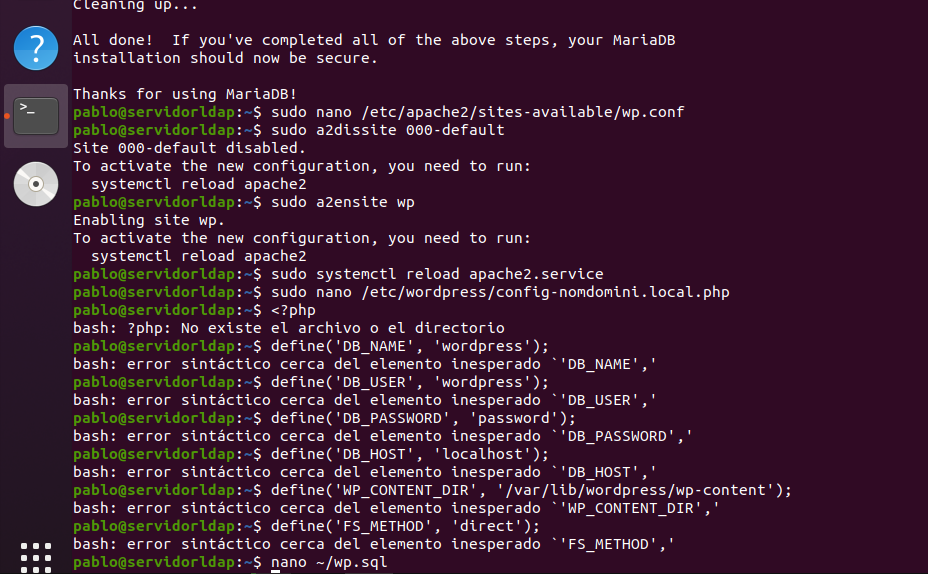 Cleaning up...
All done!  If you've completed all of the above steps, your MariaDB
installation should now be secure.
Thanks for using MariaDB!
pablo@servidorldap:~$ sudo nano /etc/apache2/sites-available/wp.conf
pablo@servidorldap:~$ sudo a2dissite 000-default
Site 000-default disabled.
To activate the new configuration, you need to run:
  systemctl reload apache2
pablo@servidorldap:~$ sudo a2ensite wp
Enabling site wp.
To activate the new configuration, you need to run:
  systemctl reload apache2
pablo@servidorldap:~$ sudo systemctl reload apache2.service
pablo@servidorldap:~$ sudo nano /etc/wordpress/config-nomdomini.local.php
pablo@servidorldap:~$ <?php
bash: ?php: No existe el archivo o el directorio
pablo@servidorldap:~$ define('DB_NAME', 'wordpress');
bash: error sintáctico cerca del elemento inesperado `'DB_NAME','
pablo@servidorldap:~$ define('DB_USER', 'wordpress');
bash: error sintáctico cerca del elemento inesperado `'DB_USER','
pablo@servidorldap:~$ define('DB_PASSWORD', 'password');
bash: error sintáctico cerca del elemento inesperado `'DB_PASSWORD','
pablo@servidorldap:~$ define('DB_HOST', 'localhost');
bash: error sintáctico cerca del elemento inesperado `'DB_HOST','
pablo@servidorldap:~$ define('WP_CONTENT_DIR', '/var/lib/wordpress/wp-content');
bash: error sintáctico cerca del elemento inesperado `'WP_CONTENT_DIR','
pablo@servidorldap:~$ define('FS_METHOD', 'direct');
bash: error sintáctico cerca del elemento inesperado `'FS_METHOD','
pablo@servidorldap:~$ nano ~/wp.sql